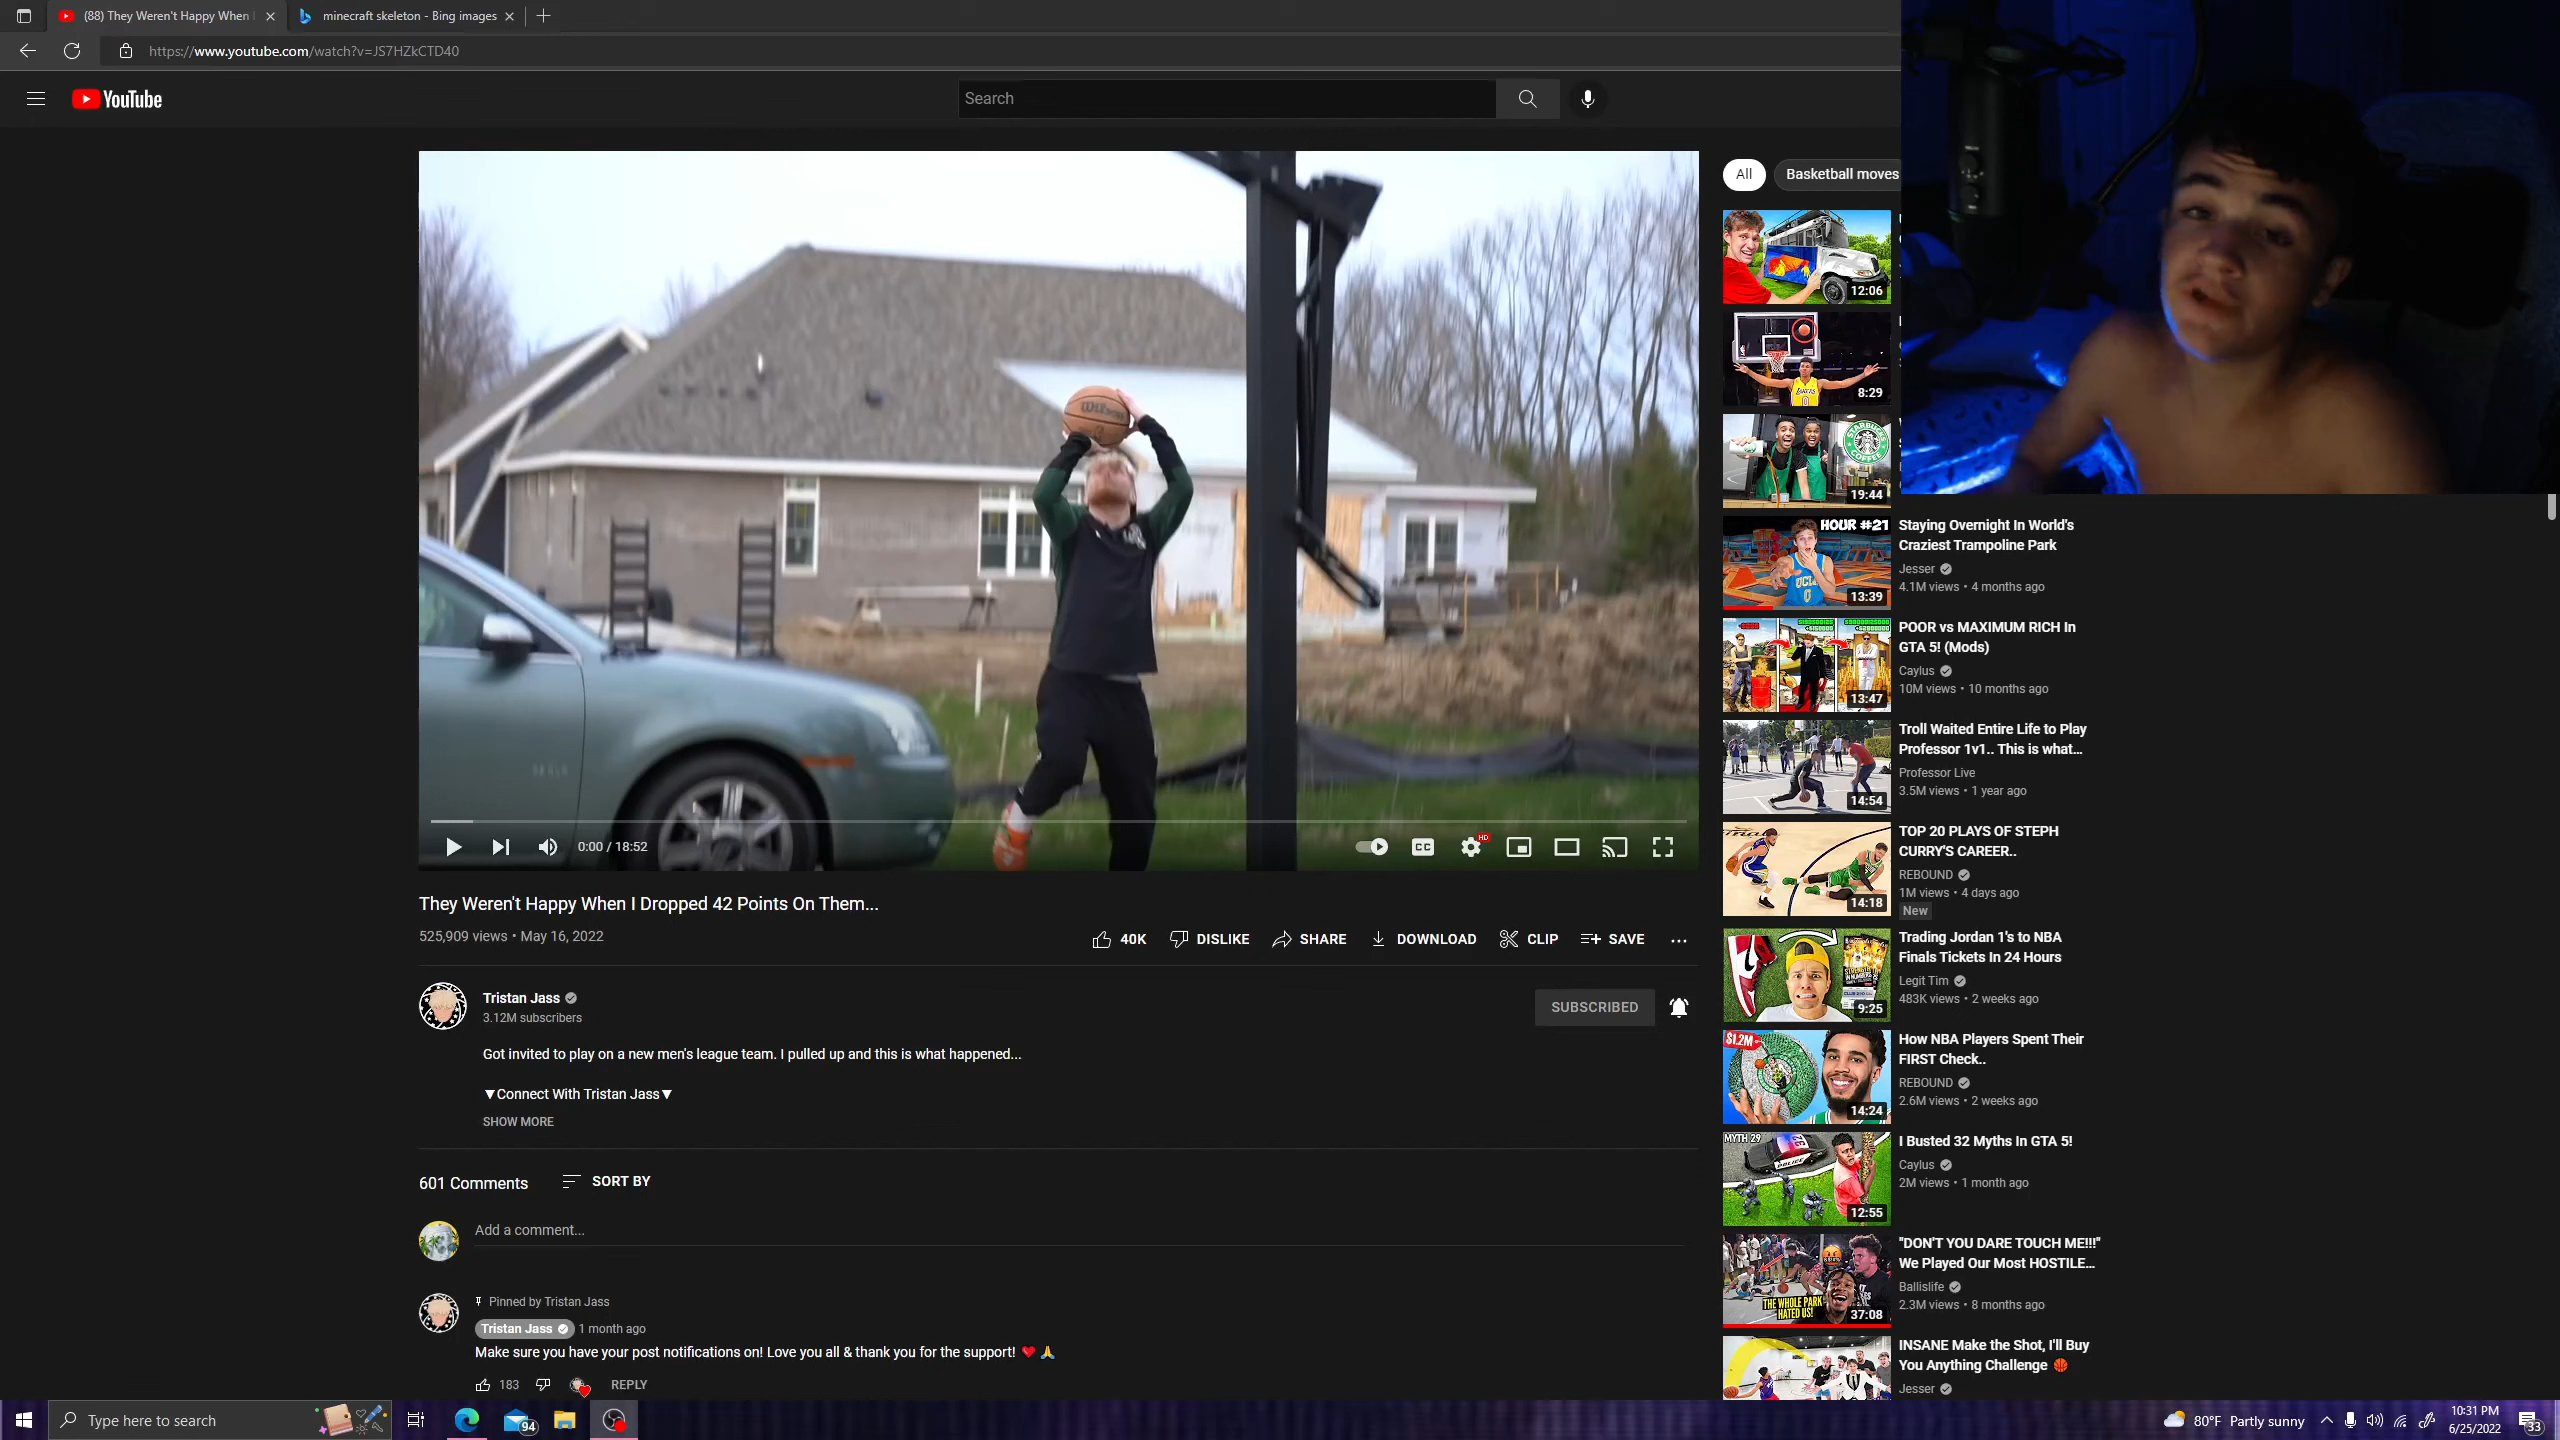 (88) They Weren't Happy When I
minecraft skeleton - Bing images
https://www.youtube.com/watch?v=JS7HZkCTD40
YouTube
Search
All
Basketball moves
12:06
8:29
STARBUCKS
COFFEE
19:44
Wilson
HOUR #21
UCLA
13:39
Staying Overnight In World's
Craziest Trampoline Park
Jesser
4.1M views • 4 months ago
13:47
POOR vs MAXIMUM RICH In
GTA 5! (Mods)
Caylus
10M views • 10 months ago
14:54
Troll Waited Entire Life to Play
Professor 1v1.. This is what...
Professor Live
3.5M views • 1 year ago
14:18
TOP 20 PLAYS OF STEPH
CURRY'S CAREER..
REBOUND
1M views • 4 days ago
New
9:25
Trading Jordan 1's to NBA
Finals Tickets In 24 Hours
Legit Tim
483K views • 2 weeks ago
$1.2M
14:24
How NBA Players Spent Their
FIRST Check..
REBOUND
2.6M views • 2 weeks ago
MYTH 29
POLICE
12:55
I Busted 32 Myths In GTA 5!
Caylus
2M views • 1 month ago
THE WHOLE PARK
HATED US!
37:08
"DON'T YOU DARE TOUCH ME!!!"
We Played Our Most HOSTILE...
Ballislife
2.3M views • 8 months ago
INSANE Make the Shot, I'll Buy
You Anything Challenge 🏀
Jesser
0:00 / 18:52
CC
HD
They Weren't Happy When I Dropped 42 Points On Them...
525,909 views • May 16, 2022
40K
DISLIKE
SHARE
DOWNLOAD
CLIP
SAVE
Tristan Jass
3.12M subscribers
SUBSCRIBED
Got invited to play on a new men's league team. I pulled up and this is what happened...
▼Connect With Tristan Jass▼
SHOW MORE
601 Comments
SORT BY
Add a comment...
Pinned by Tristan Jass
Tristan Jass 1 month ago
Make sure you have your post notifications on! Love you all & thank you for the support! ❤️🙏
183
REPLY
Type here to search
94
80°F Partly sunny
10:31 PM
6/25/2022
33